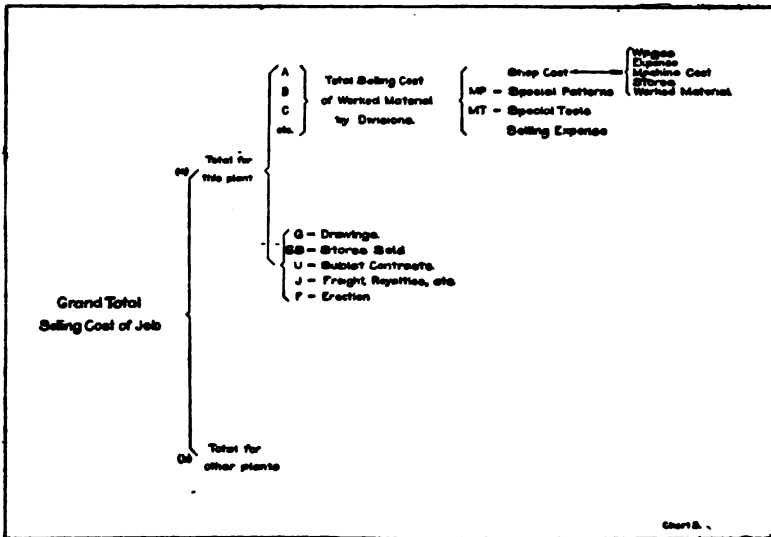 Grand Total
Selling Cost of Job
(a) Total for
this plant
(b) Total for
other plants
A
B
C
etc.
Total Selling Cost
of Worked Material
by Divisions.
Shop Cost
MP – Special Patterns
MT – Special Tools
Selling Expense
Wages
Expense
Machine Cost
Stores
Worked Material
G – Drawings.
SB – Stores Sold
U – Sublet Contracts
J – Freight, Royalties, etc.
F – Erection
Chart